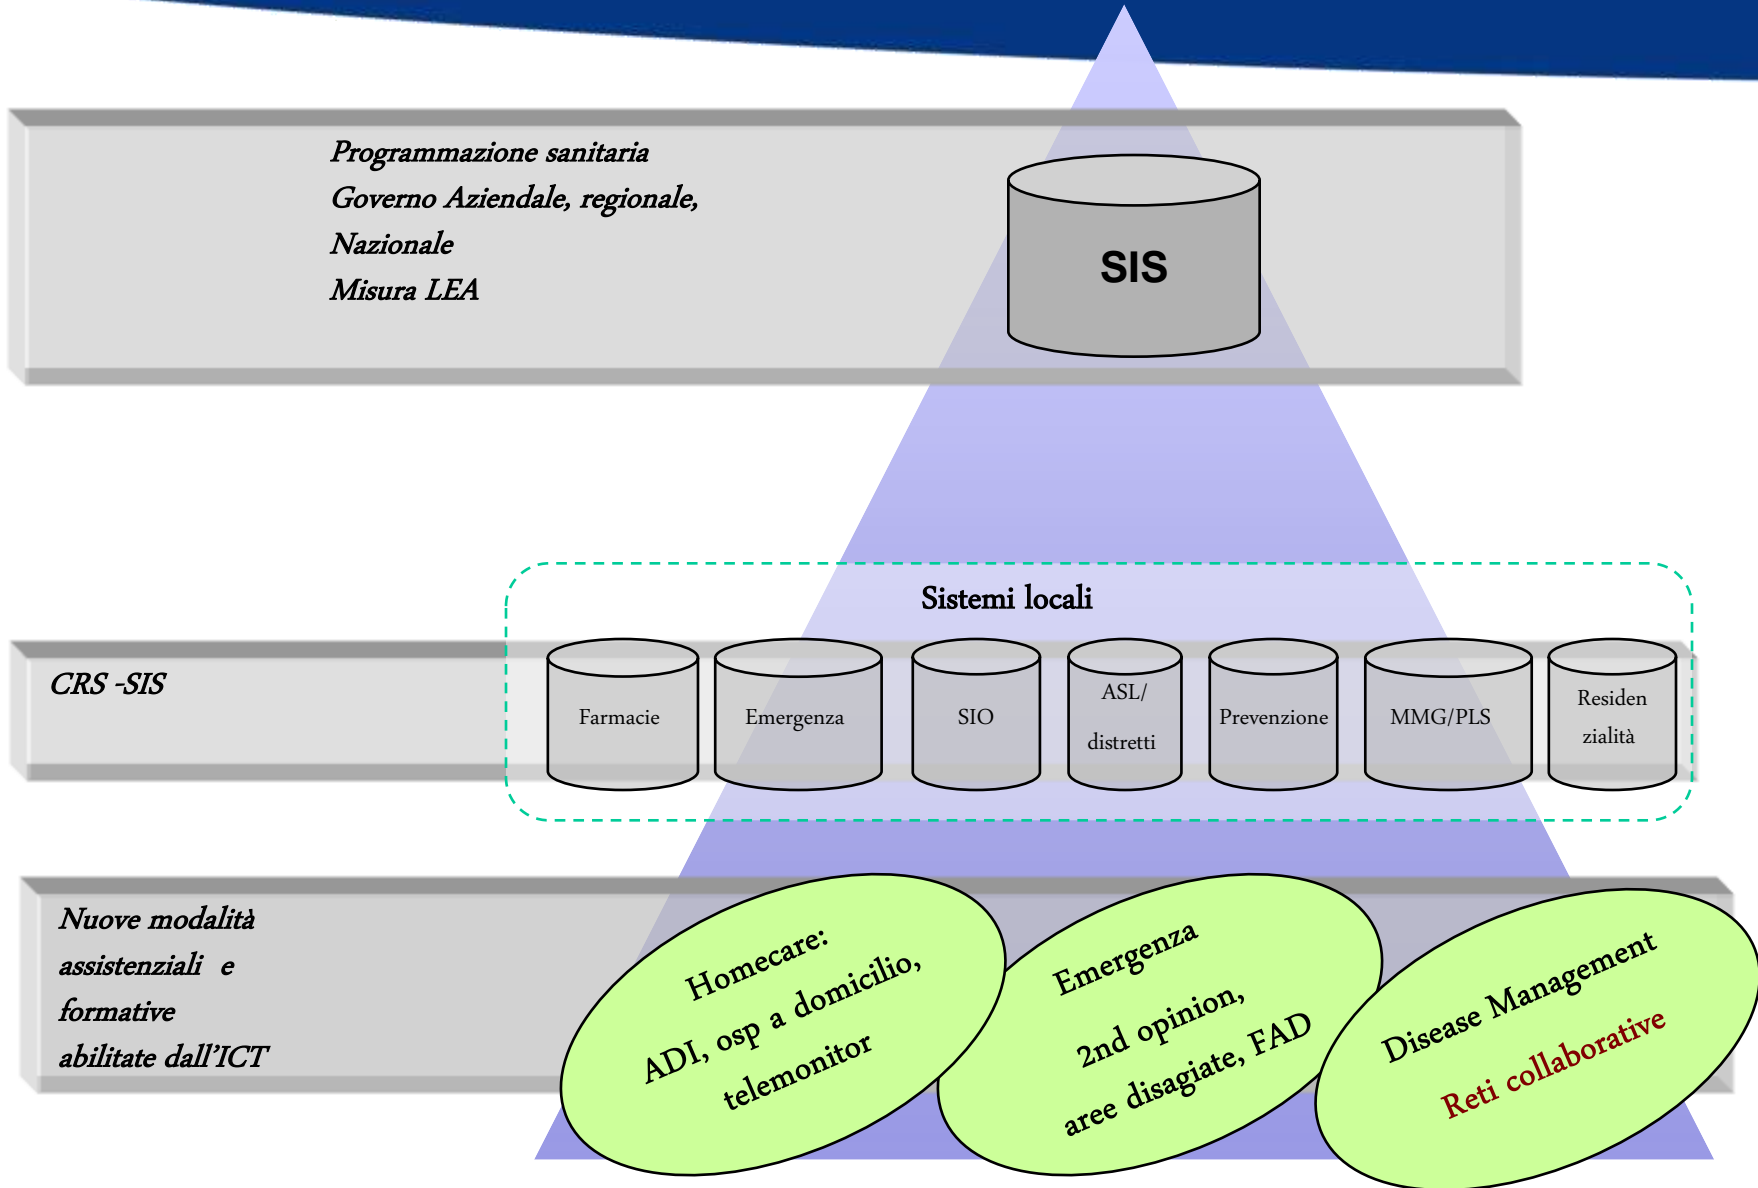 Programmazione sanitaria
Governo Aziendale, regionale,
Nazionale
Misura LEA
SIS
Sistemi locali
CRS -SIS
Farmacie
Emergenza
SIO
ASL/
distretti
Prevenzione
MMG/PLS
Residen
zialità
Nuove modalità
assistenziali e
formative
abilitate dall'ICT
Homecare:
ADI, osp a domicilio,
telemonitor
Emergenza
2nd opinion,
aree disagiate, FAD
Disease Management
Reti collaborative